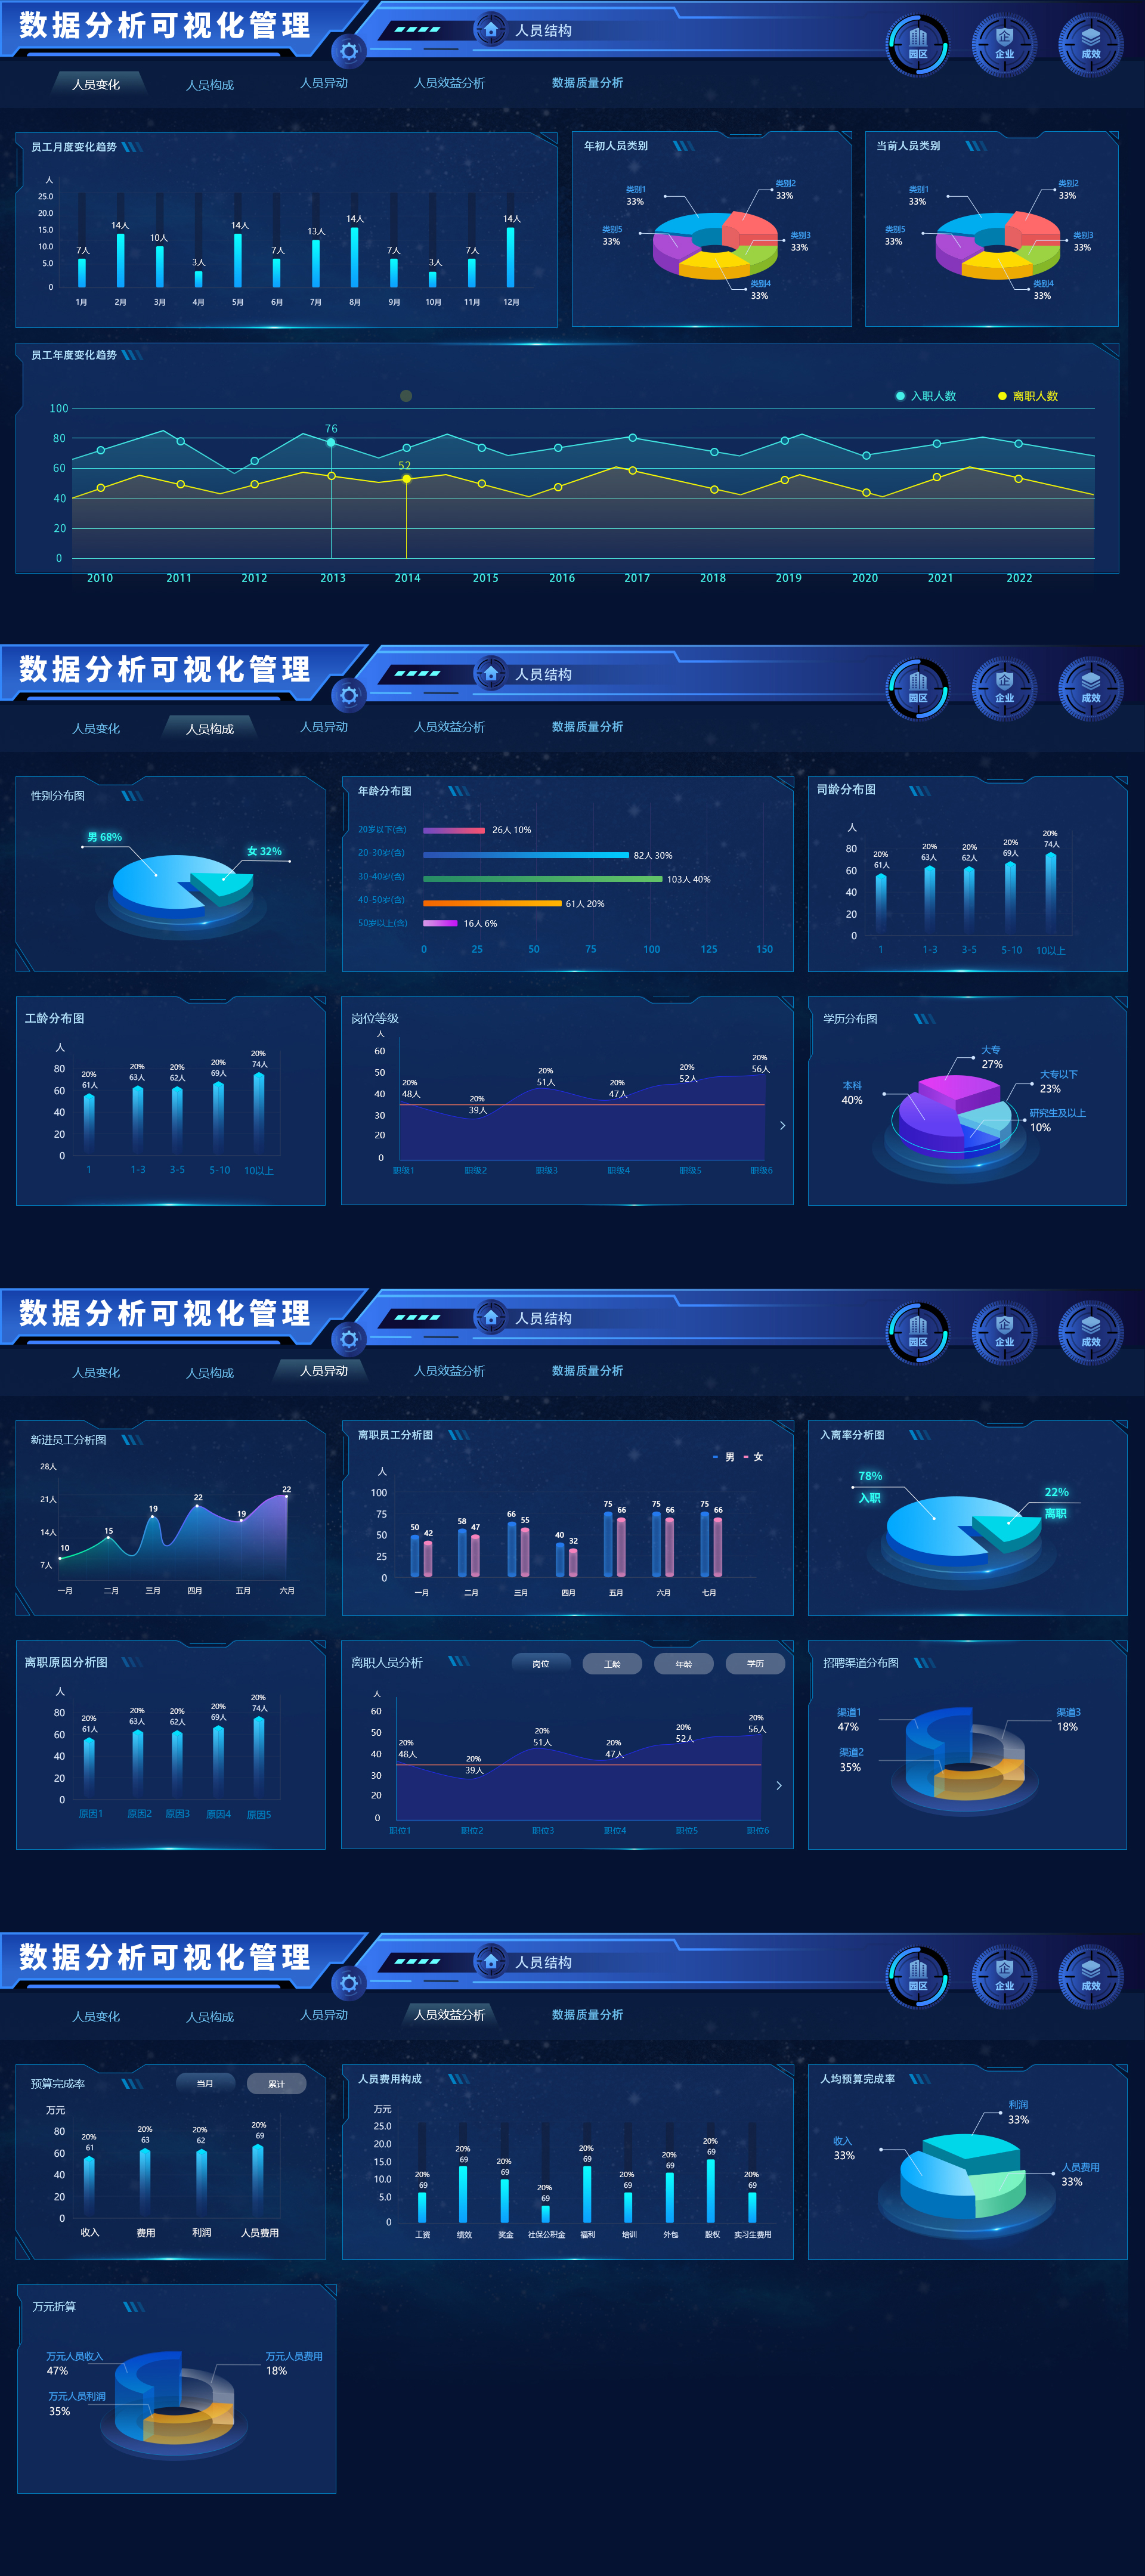 数据分析可视化管理
人员结构
园区
企业
成效
人员变化
人员构成
人员异动
人员效益分析
数据质量分析
员工月度变化趋势
人
25.0
20.0
15.0
10.0
5.0
0
7人
14人
10人
3人
14人
7人
13人
14人
7人
3人
7人
14人
1月
2月
3月
4月
5月
6月
7月
8月
9月
10月
11月
12月
年初人员类别
类别1
33%
类别2
33%
类别5
33%
类别3
33%
类别4
33%
当前人员类别
类别1
33%
类别2
33%
类别5
33%
类别3
33%
类别4
33%
员工年度变化趋势
入职人数
离职人数
100
80
60
40
20
0
76
52
2010
2011
2012
2013
2014
2015
2016
2017
2018
2019
2020
2021
2022
数据分析可视化管理
人员结构
园区
企业
成效
人员变化
人员构成
人员异动
人员效益分析
数据质量分析
性别分布图
男 68%
女 32%
年龄分布图
20岁以下(含)
26人 10%
20-30岁(含)
82人 30%
30-40岁(含)
103人 40%
40-50岁(含)
61人 20%
50岁以上(含)
16人 6%
0
25
50
75
100
125
150
司龄分布图
人
80
60
40
20
0
20%
61人
20%
63人
20%
62人
20%
69人
20%
74人
1
1-3
3-5
5-10
10以上
工龄分布图
人
80
60
40
20
0
20%
61人
20%
63人
20%
62人
20%
69人
20%
74人
1
1-3
3-5
5-10
10以上
岗位等级
人
60
50
40
30
20
0
20%
48人
20%
39人
20%
51人
20%
47人
20%
52人
20%
56人
职级1
职级2
职级3
职级4
职级5
职级6
学历分布图
大专
27%
大专以下
23%
本科
40%
研究生及以上
10%
数据分析可视化管理
人员结构
园区
企业
成效
人员变化
人员构成
人员异动
人员效益分析
数据质量分析
新进员工分析图
28人
21人
14人
7人
10
15
19
22
19
22
一月
二月
三月
四月
五月
六月
离职员工分析图
男
女
人
100
75
50
25
0
50
42
58
47
66
55
40
32
75
66
75
66
75
66
一月
二月
三月
四月
五月
六月
七月
入离率分析图
78%
入职
22%
离职
离职原因分析图
人
80
60
40
20
0
20%
61人
20%
63人
20%
62人
20%
69人
20%
74人
原因1
原因2
原因3
原因4
原因5
离职人员分析
岗位
工龄
年龄
学历
人
60
50
40
30
20
0
20%
48人
20%
39人
20%
51人
20%
47人
20%
52人
20%
56人
职位1
职位2
职位3
职位4
职位5
职位6
招聘渠道分布图
渠道1
47%
渠道3
18%
渠道2
35%
数据分析可视化管理
人员结构
园区
企业
成效
人员变化
人员构成
人员异动
人员效益分析
数据质量分析
预算完成率
当月
累计
万元
80
60
40
20
0
20%
61
20%
63
20%
62
20%
69
收入
费用
利润
人员费用
人员费用构成
万元
25.0
20.0
15.0
10.0
5.0
0
20%
69
20%
69
20%
69
20%
69
20%
69
20%
69
20%
69
20%
69
20%
69
工资
绩效
奖金
社保公积金
福利
培训
外包
股权
实习生费用
人均预算完成率
利润
33%
收入
33%
人员费用
33%
万元折算
万元人员收入
47%
万元人员费用
18%
万元人员利润
35%